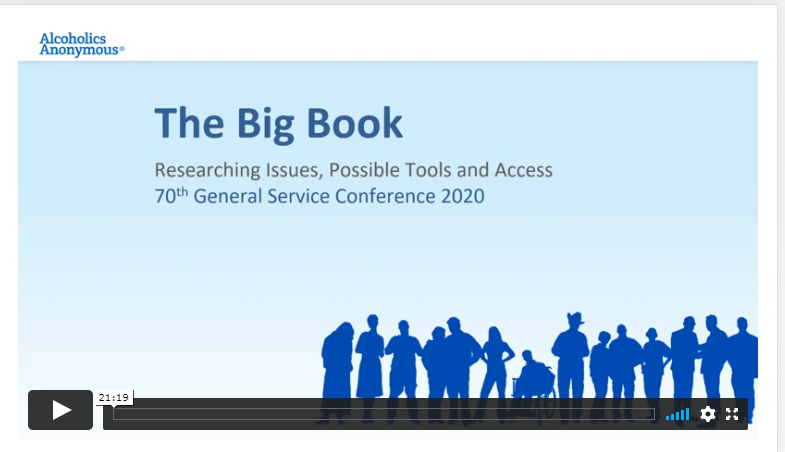 Alcoholics
Anonymous®
The Big Book
Researching Issues, Possible Tools and Access
70th General Service Conference 2020
21:19